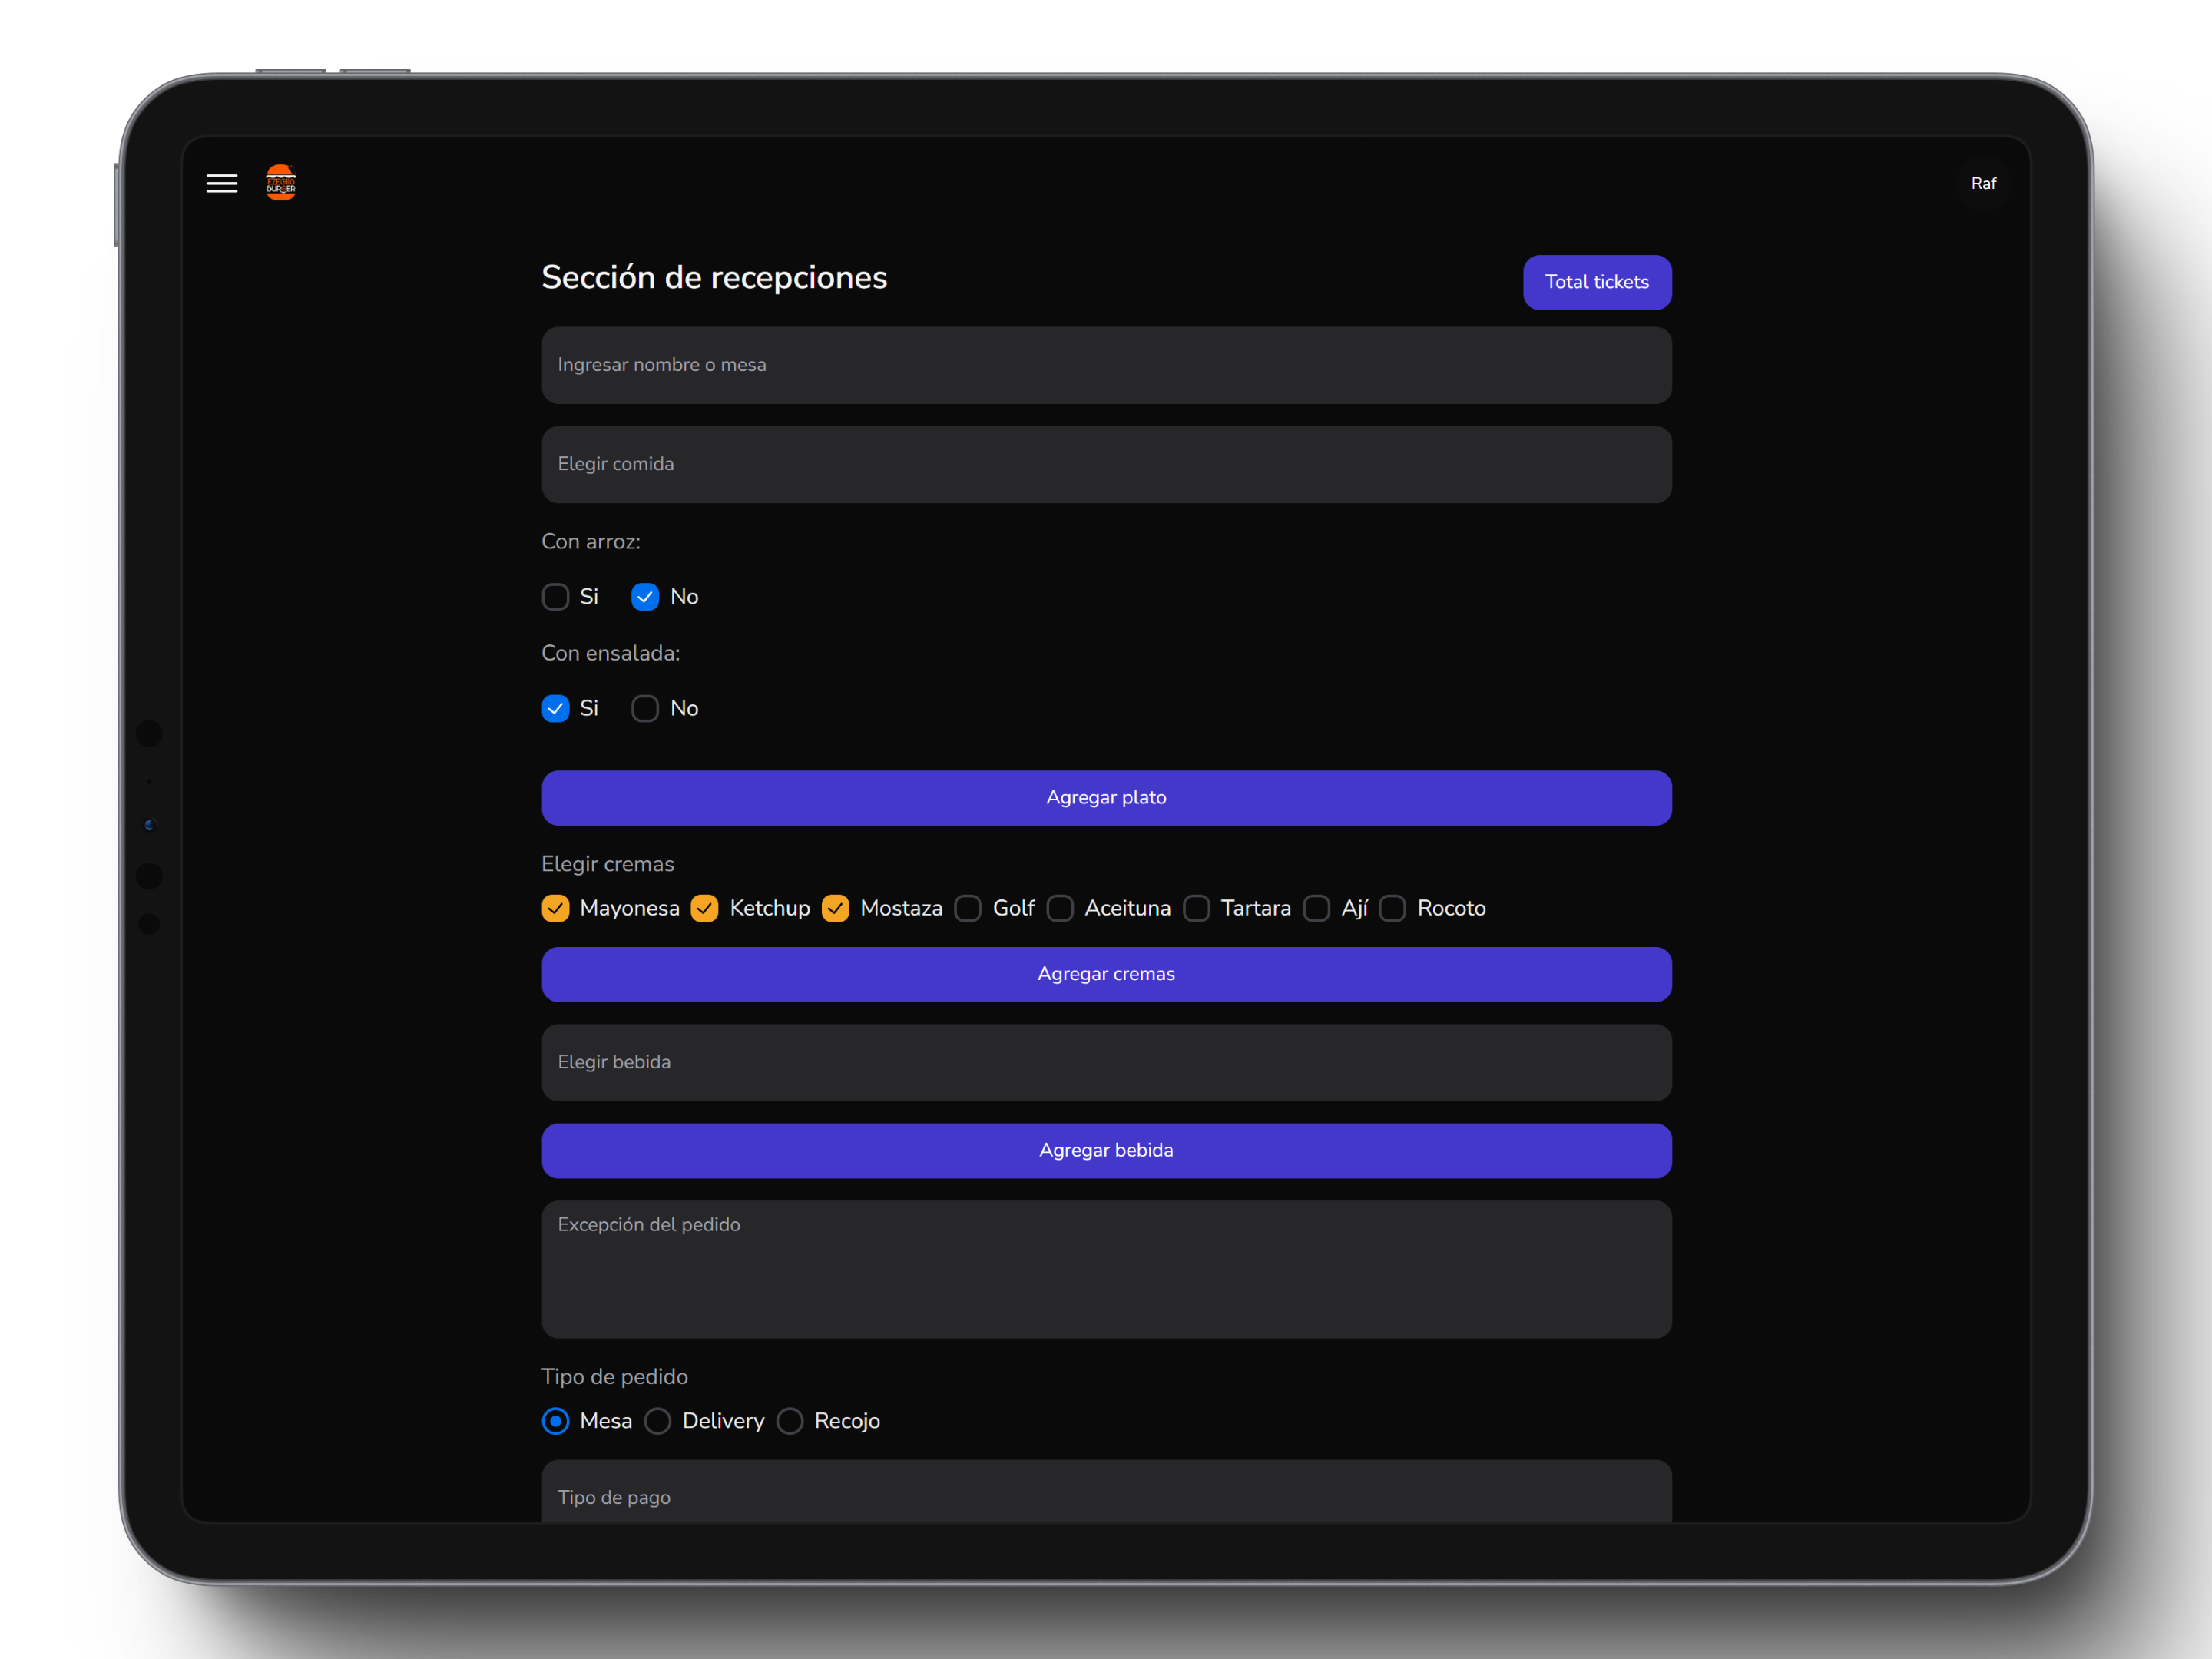 BURGER
Raf
Sección de recepciones
Total tickets
Ingresar nombre o mesa
Elegir comida
Con arroz:
Si No
Con ensalada:
Si No
Agregar plato
Elegir cremas
Mayonesa Ketchup Mostaza Golf Aceituna Tartara Ají Rocoto
Agregar cremas
Elegir bebida
Agregar bebida
Excepción del pedido
Tipo de pedido
Mesa Delivery Recojo
Tipo de pago